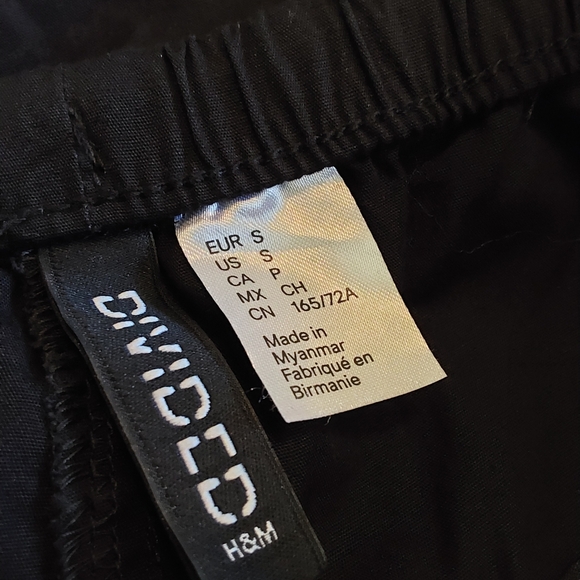 EUR S
US S
CA P
MX CH
CN 165/72A
Made in
Myanmar
Fabriqué en
Birmanie
DIVIDED
H&M